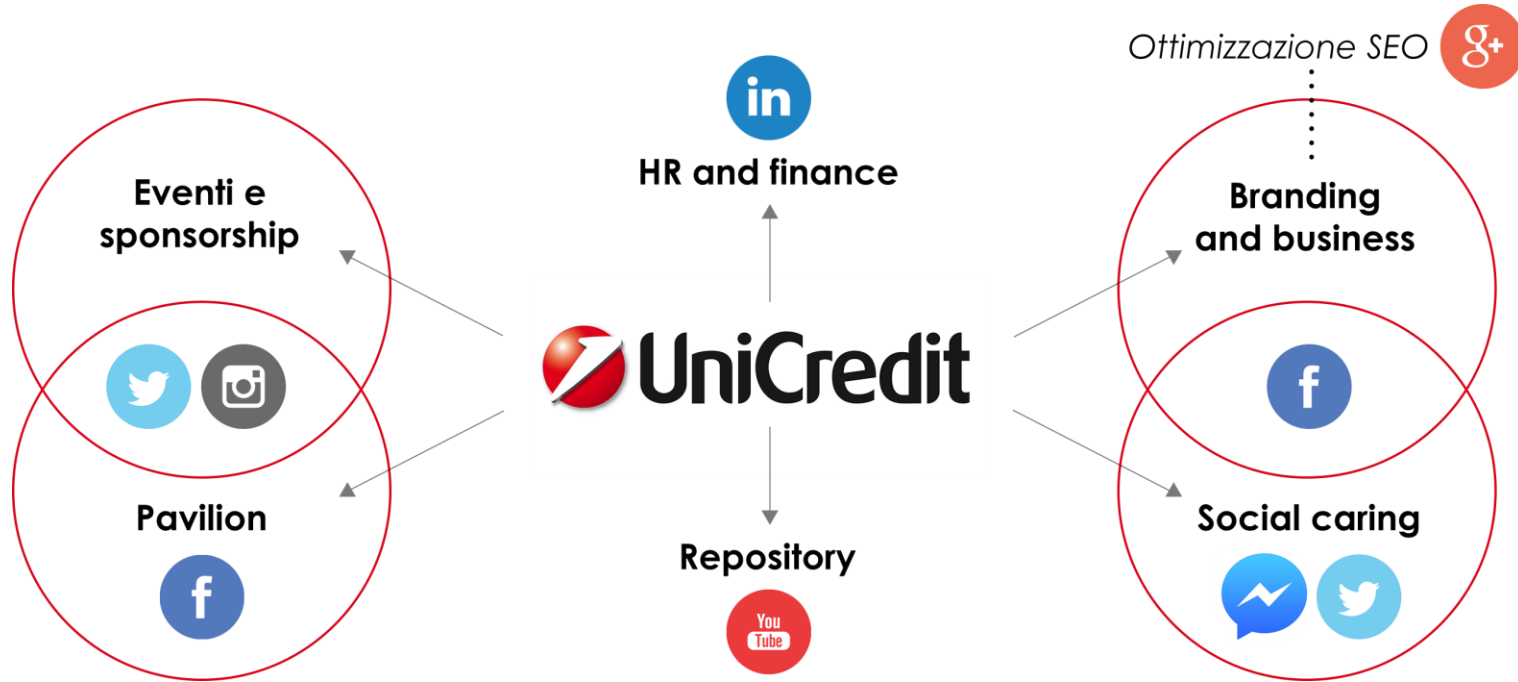 Ottimizzazione SEO
g+
in
HR and finance
Eventi e
sponsorship
Branding
and business
UniCredit
f
Pavilion
Social caring
Repository
f
You
Tube